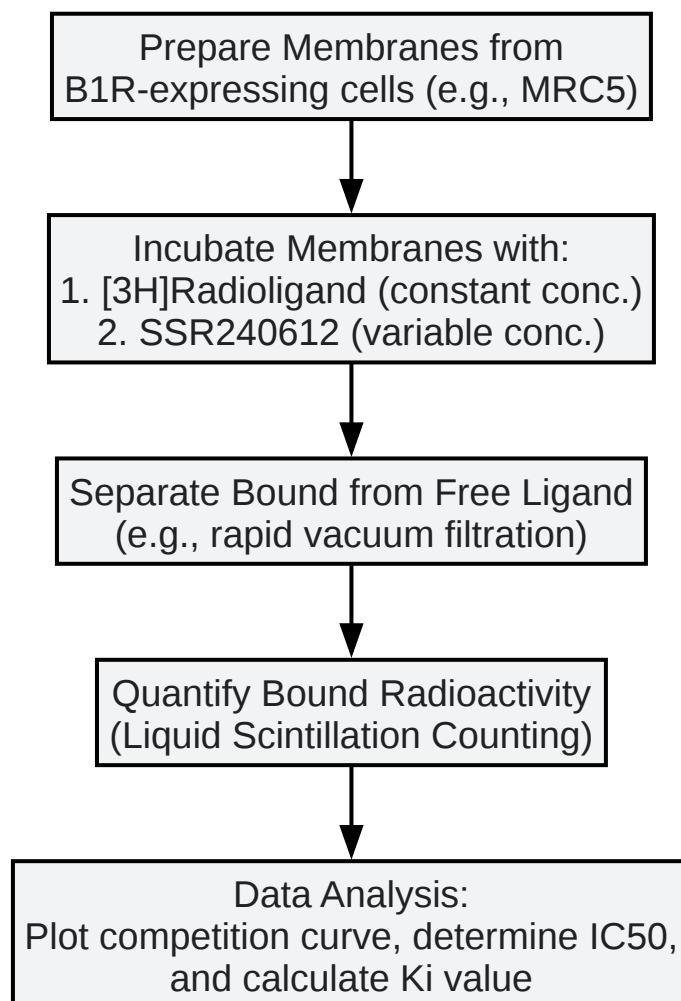 Prepare Membranes from
B1R-expressing cells (e.g., MRC5)
Incubate Membranes with:
1. [3H]Radioligand (constant conc.)
2. SSR240612 (variable conc.)
Separate Bound from Free Ligand
(e.g., rapid vacuum filtration)
Quantify Bound Radioactivity
(Liquid Scintillation Counting)
Data Analysis:
Plot competition curve, determine IC50,
and calculate Ki value